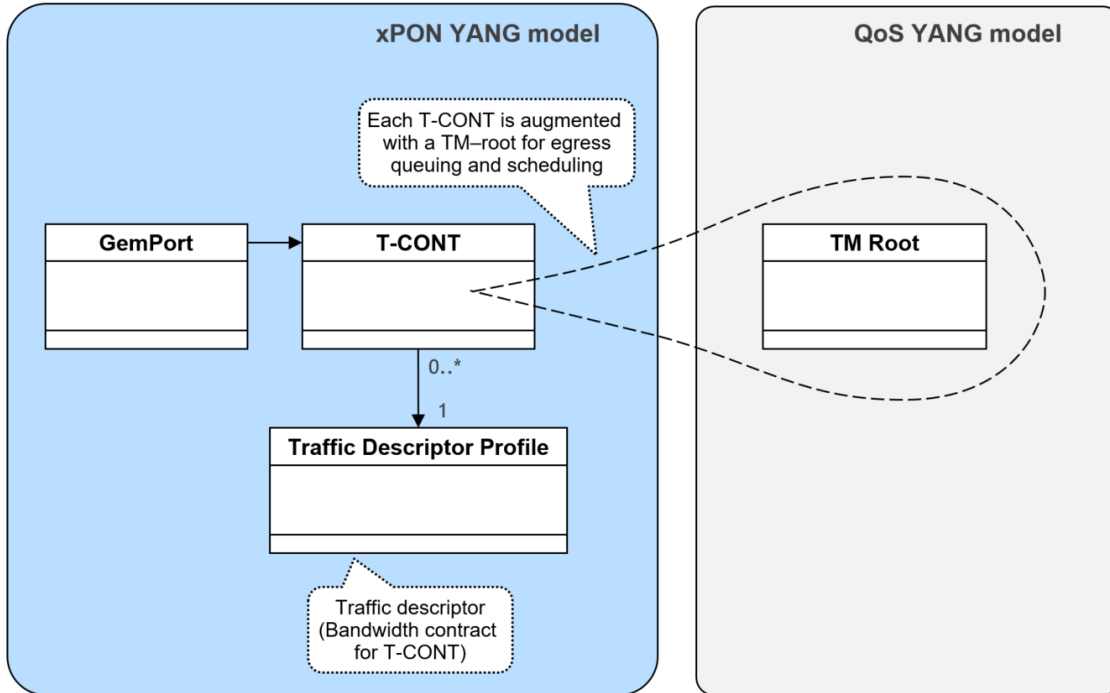 xPON YANG model
QoS YANG model
Each T-CONT is augmented
with a TM–root for egress
queuing and scheduling
GemPort
T-CONT
TM Root
0..*
1
Traffic Descriptor Profile
Traffic descriptor
(Bandwidth contract
for T-CONT)